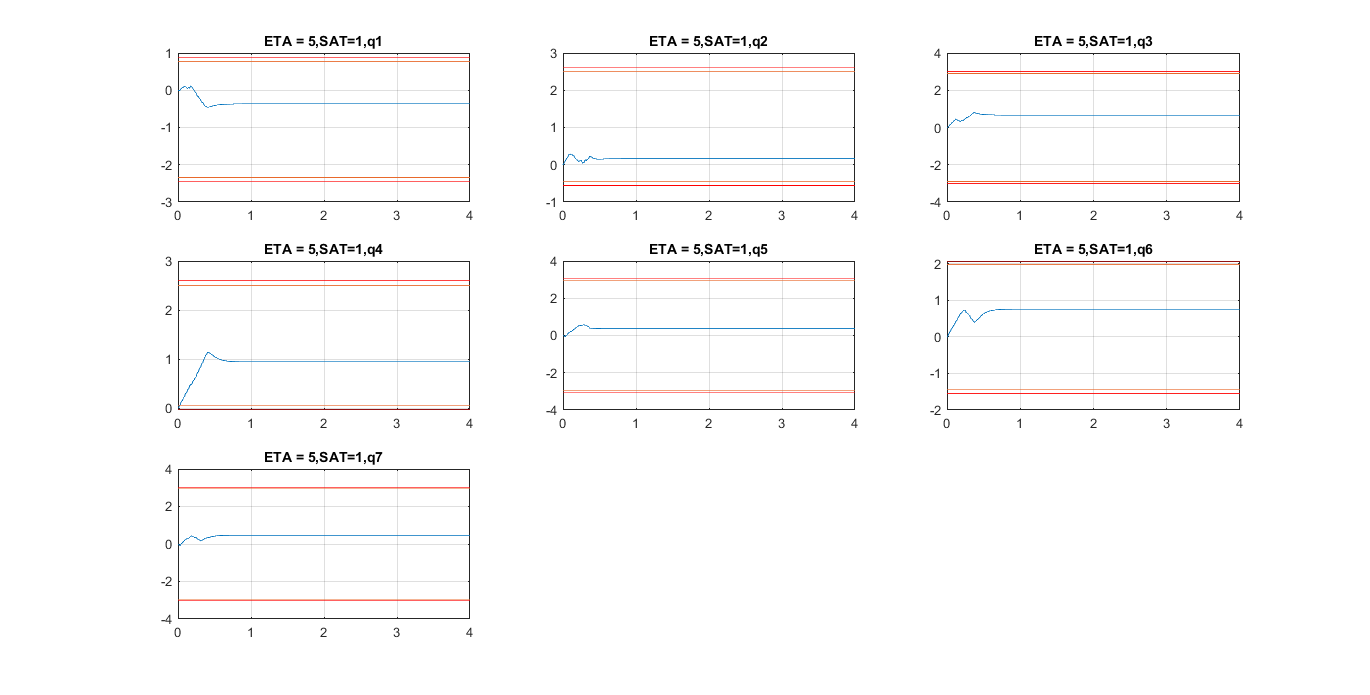 ETA = 5,SAT=1,q1
1
0
-1
-2
-3
0 1 2 3 4
ETA = 5,SAT=1,q2
3
2
1
0
-1
0 1 2 3 4
ETA = 5,SAT=1,q3
4
2
0
-2
-4
0 1 2 3 4
ETA = 5,SAT=1,q4
3
2
1
0
0 1 2 3 4
ETA = 5,SAT=1,q5
4
2
0
-2
-4
0 1 2 3 4
ETA = 5,SAT=1,q6
2
1
0
-1
-2
0 1 2 3 4
ETA = 5,SAT=1,q7
4
2
0
-2
-4
0 1 2 3 4